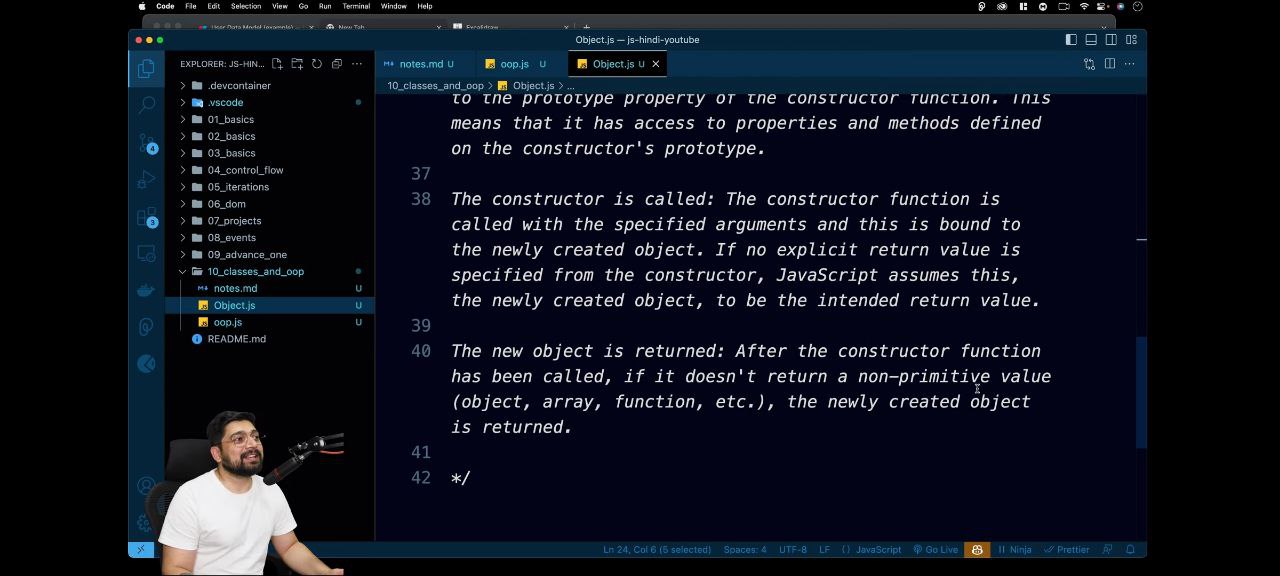 Code File Edit Selection View Go Run Terminal Window Help
User Data Model (example) — New Tab Excalidraw
Object.js — js-hindi-youtube
EXPLORER: JS-HIN...
notes.md U oop.js U Object.js U
10_classes_and_oop > Object.js > ...
.devcontainer
.vscode
01_basics
02_basics
03_basics
04_control_flow
05_iterations
06_dom
07_projects
08_events
09_advance_one
10_classes_and_oop
notes.md U
Object.js U
oop.js U
README.md
4
3
to the prototype property of the constructor function. This
means that it has access to properties and methods defined
on the constructor's prototype.
37
38 The constructor is called: The constructor function is
called with the specified arguments and this is bound to
the newly created object. If no explicit return value is
specified from the constructor, JavaScript assumes this,
the newly created object, to be the intended return value.
39
40 The new object is returned: After the constructor function
has been called, if it doesn't return a non-primitive value
(object, array, function, etc.), the newly created object
is returned.
41
42 */
Ln 24, Col 6 (5 selected) Spaces: 4 UTF-8 LF {} JavaScript Go Live Ninja Prettier